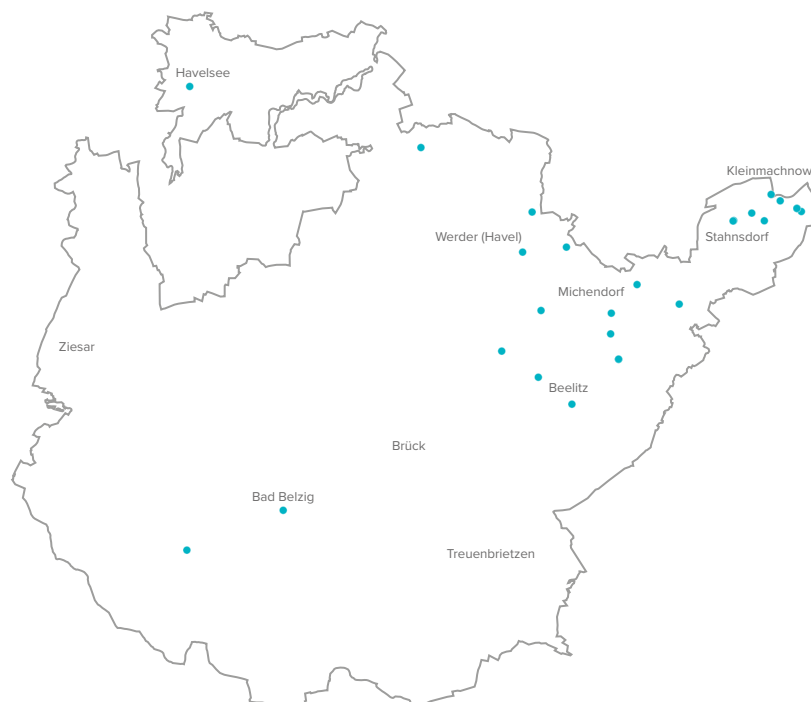 Havelsee
Kleinmachnow
Stahnsdorf
Werder (Havel)
Michendorf
Ziesar
Beelitz
Brück
Bad Belzig
Treuenbrietzen